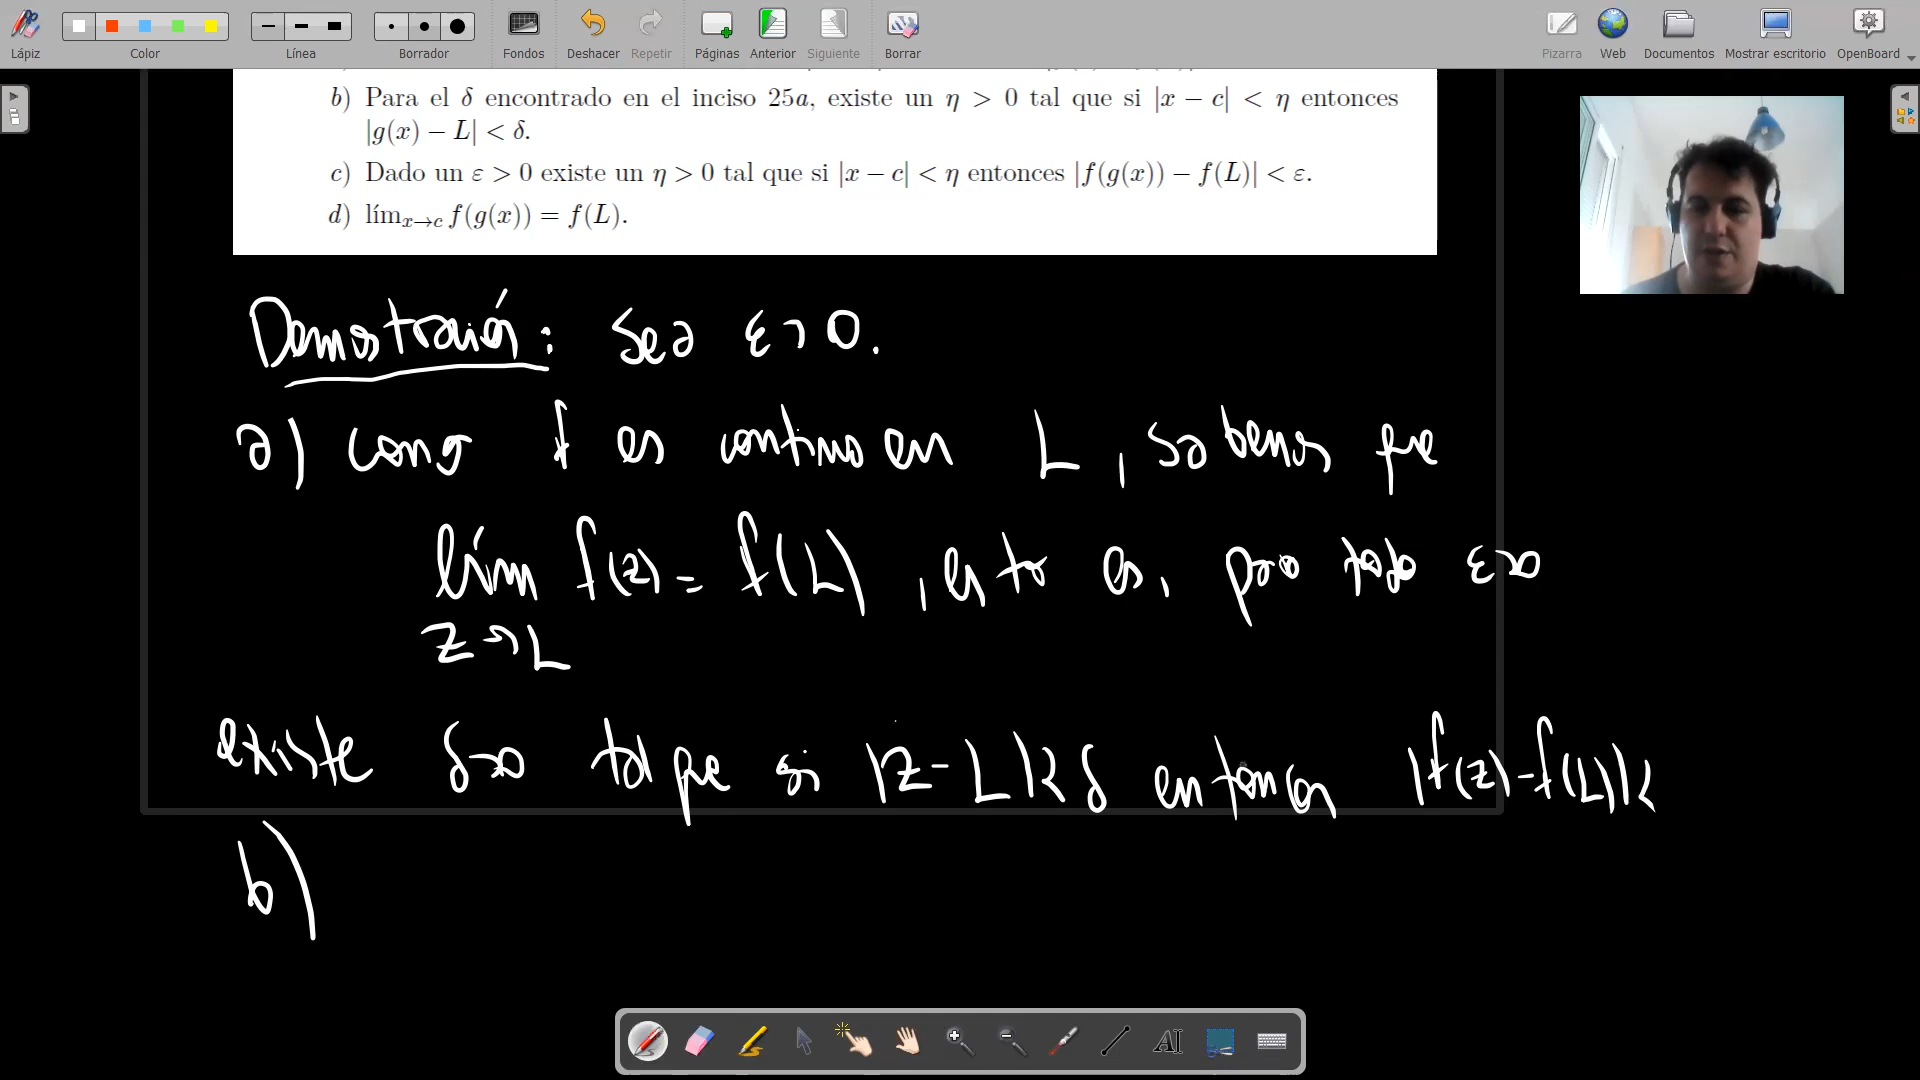 Lápiz Color Línea Borrador Fondos Deshacer Repetir Páginas Anterior Siguiente Borrar Pizarra Web Documentos Mostrar escritorio OpenBoard
b) Para el δ encontrado en el inciso 25a, existe un η > 0 tal que si |x − c| < η entonces
|g(x) − L| < δ.
c) Dado un ε > 0 existe un η > 0 tal que si |x − c| < η entonces |f(g(x)) − f(L)| < ε.
d) lím_{x→c} f(g(x)) = f(L).
Demostración: Sea ε > 0.
a) como f es continua en L, sabemos que
lím f(z) = f(L), esto es, para todo ε>0
z→L
existe δ>0 tal que si |z-L|<δ entonces |f(z)-f(L)|<
b)